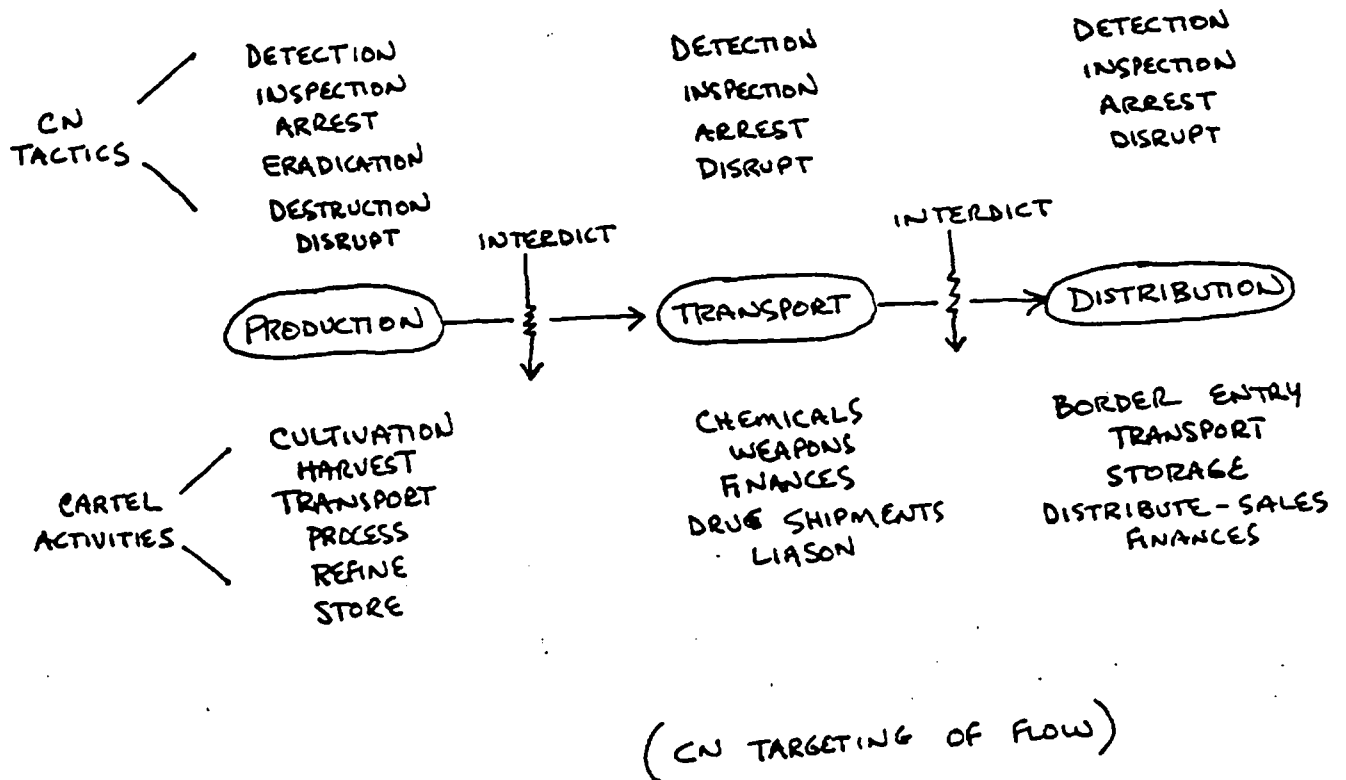 CN
TACTICS
DETECTION
INSPECTION
ARREST
ERADICATION
DESTRUCTION
DISRUPT
DETECTION
INSPECTION
ARREST
DISRUPT
DETECTION
INSPECTION
ARREST
DISRUPT
INTERDICT
INTERDICT
PRODUCTION
TRANSPORT
DISTRIBUTION
CARTEL
ACTIVITIES
CULTIVATION
HARVEST
TRANSPORT
PROCESS
REFINE
STORE
CHEMICALS
WEAPONS
FINANCES
DRUG SHIPMENTS
LIASON
BORDER ENTRY
TRANSPORT
STORAGE
DISTRIBUTE-SALES
FINANCES
(CN TARGETING OF FLOW)